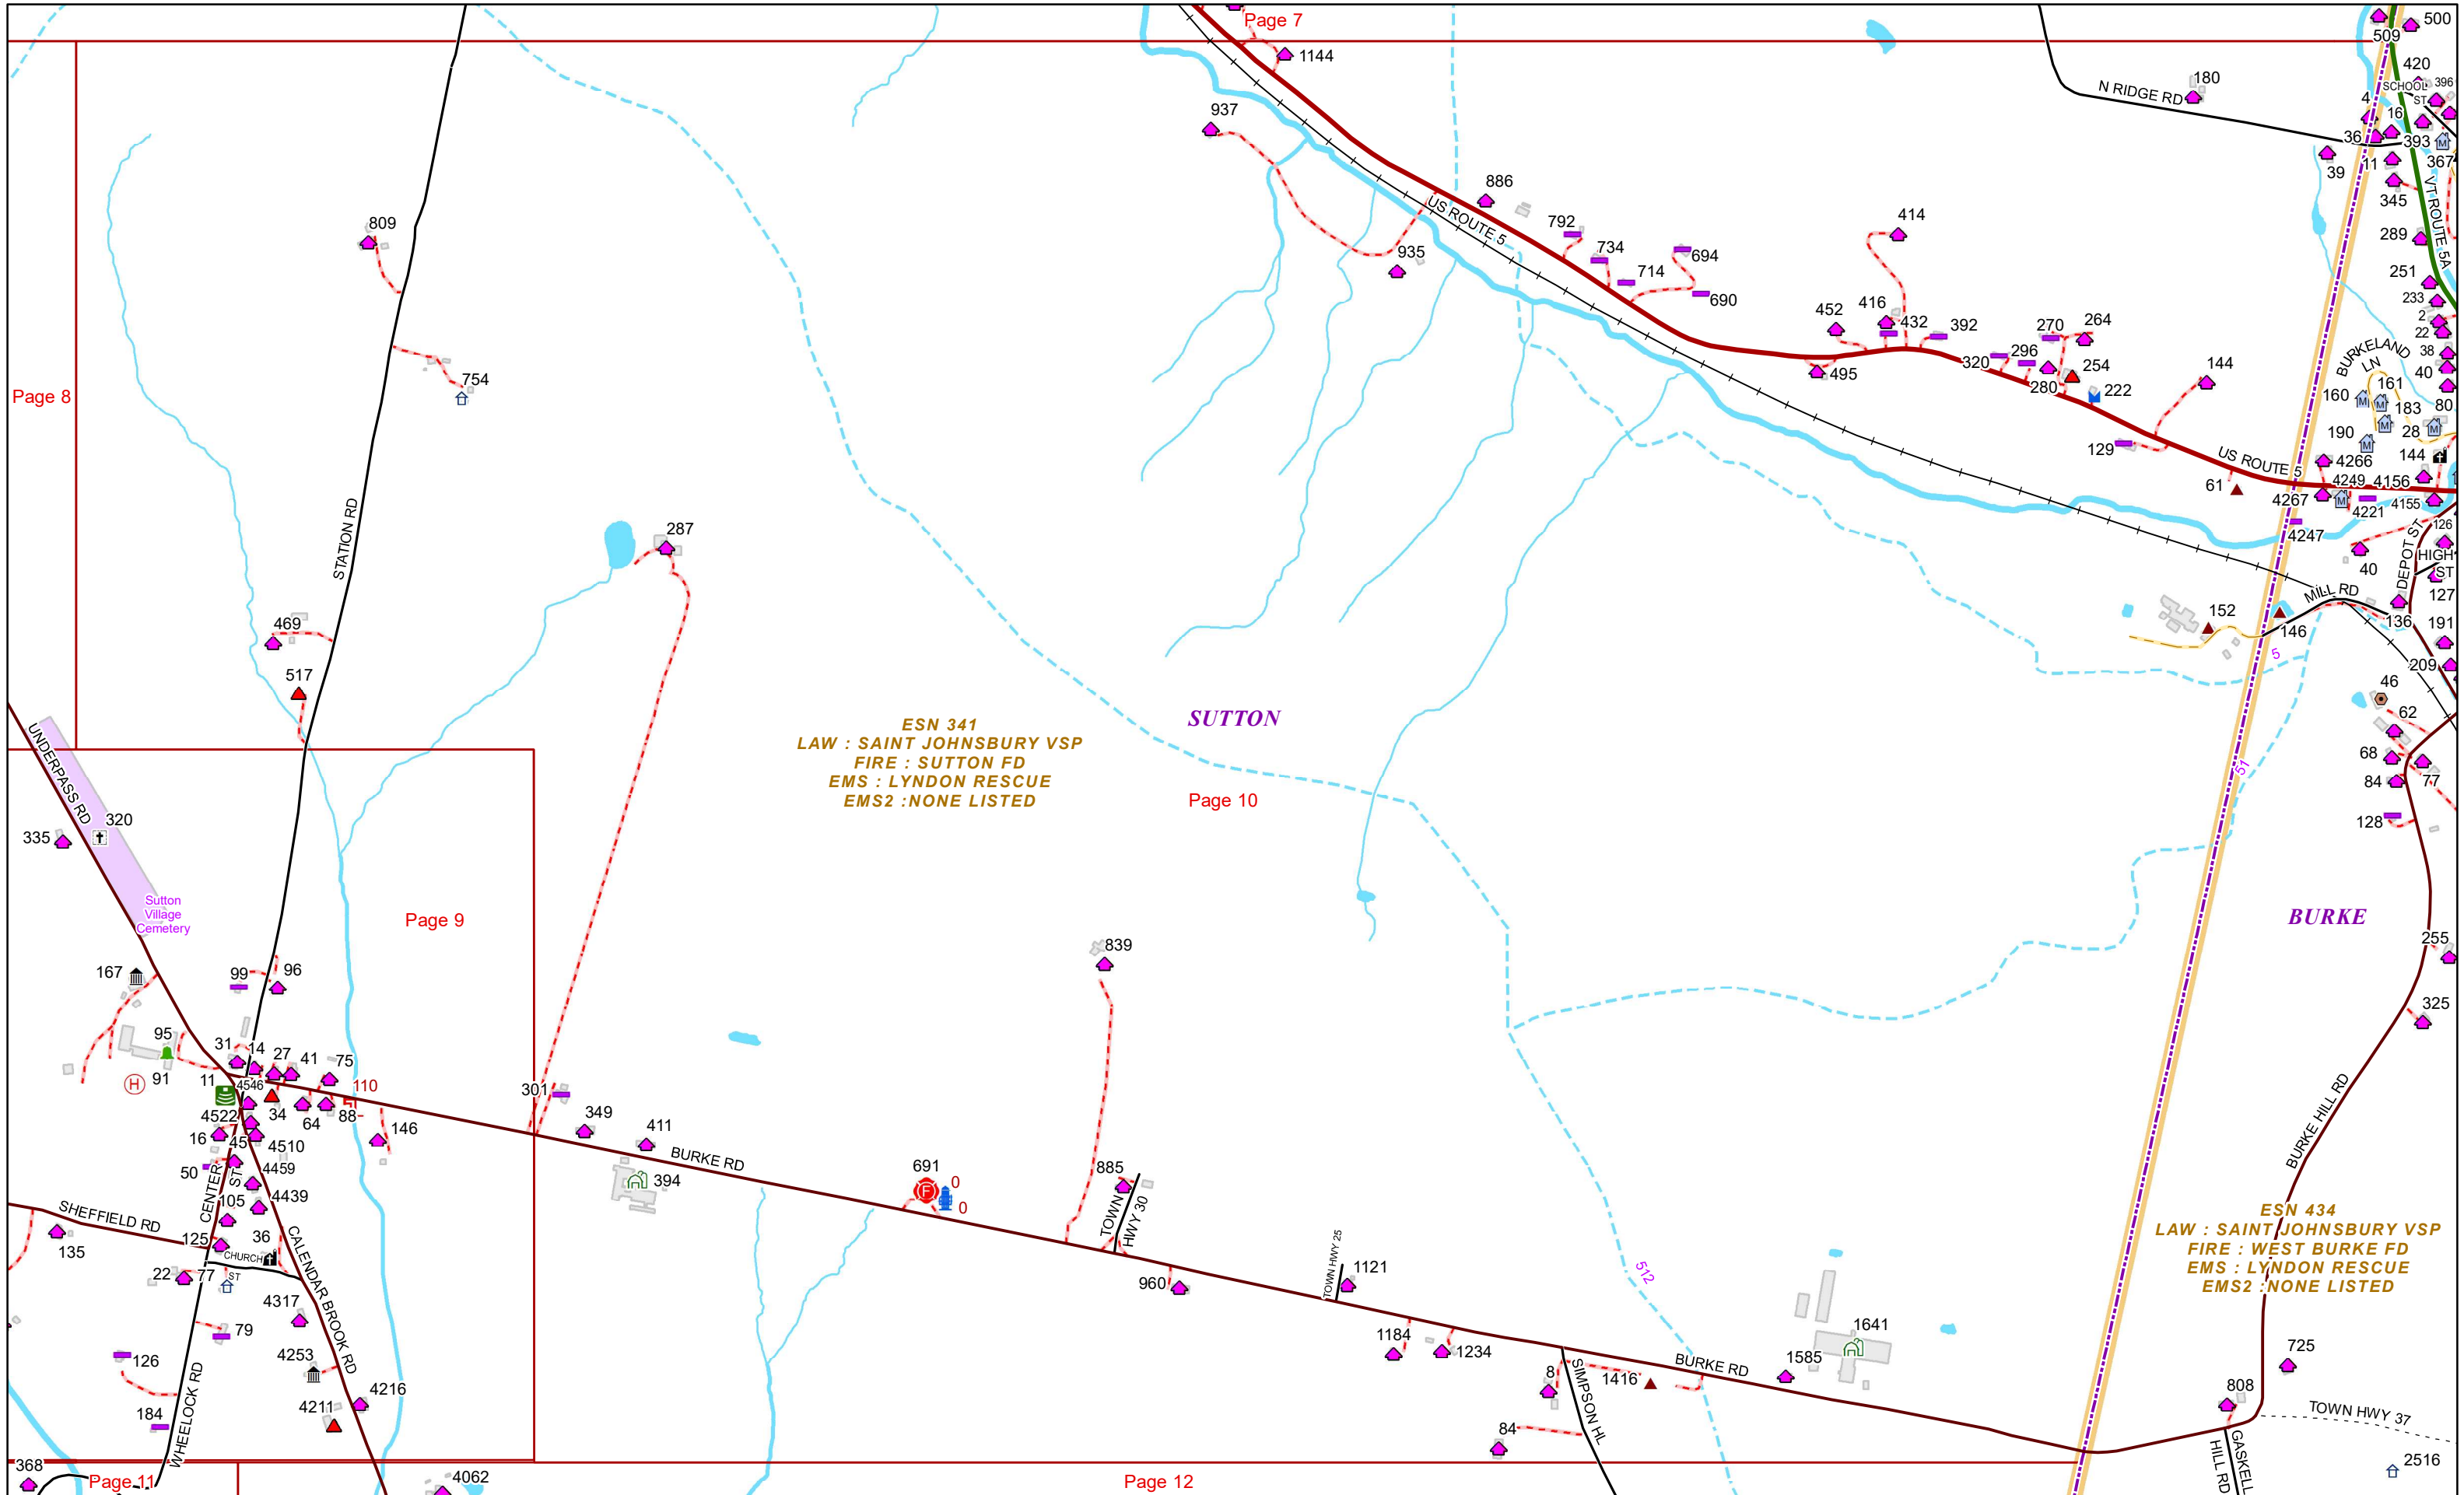 Page 7
500
509
1144
420
SCHOOL
ST
396
180
N RIDGE RD
4
16
937
36
393
11
367
39
345
VT ROUTE 5A
886
US ROUTE 5
792
734
714
694
690
935
414
809
289
251
233
2
22
452
416
432
392
270
264
320
296
280
254
222
495
144
BURKELAND
LN
38
40
161
160
183
80
190
28
Page 8
754
129
US ROUTE 5
4266
144
61
4249
4156
4267
4221
4155
4247
126
STATION RD
287
DEPOT ST
HIGH
ST
40
127
MILL RD
152
146
136
191
469
517
5
209
46
62
UNDERPASS RD
SUTTON
ESN 341
LAW : SAINT JOHNSBURY VSP
FIRE : SUTTON FD
EMS : LYNDON RESCUE
EMS2 :NONE LISTED
Page 10
51
68
84
77
128
335
320
Sutton
Village
Cemetery
Page 9
BURKE
255
839
167
99
96
325
95
31
14
27
41
75
91
11
4546
110
4522
34
64
88
301
349
411
16
45
4510
146
50
4459
CENTER
ST
BURKE RD
394
691
0
0
885
TOWN
HWY 30
BURKE HILL RD
105
4439
SHEFFIELD RD
135
125
36
CHURCH
ST
CALENDAR BROOK RD
22
77
960
TOWN HWY 25
1121
512
ESN 434
LAW : SAINT JOHNSBURY VSP
FIRE : WEST BURKE FD
EMS : LYNDON RESCUE
EMS2 :NONE LISTED
4317
79
1184
1234
1641
126
4253
8
SIMPSON HL
1416
BURKE RD
1585
725
4216
184
4211
WHEELOCK RD
84
808
TOWN HWY 37
GASKELL
HILL RD
368
Page 11
4062
Page 12
2516